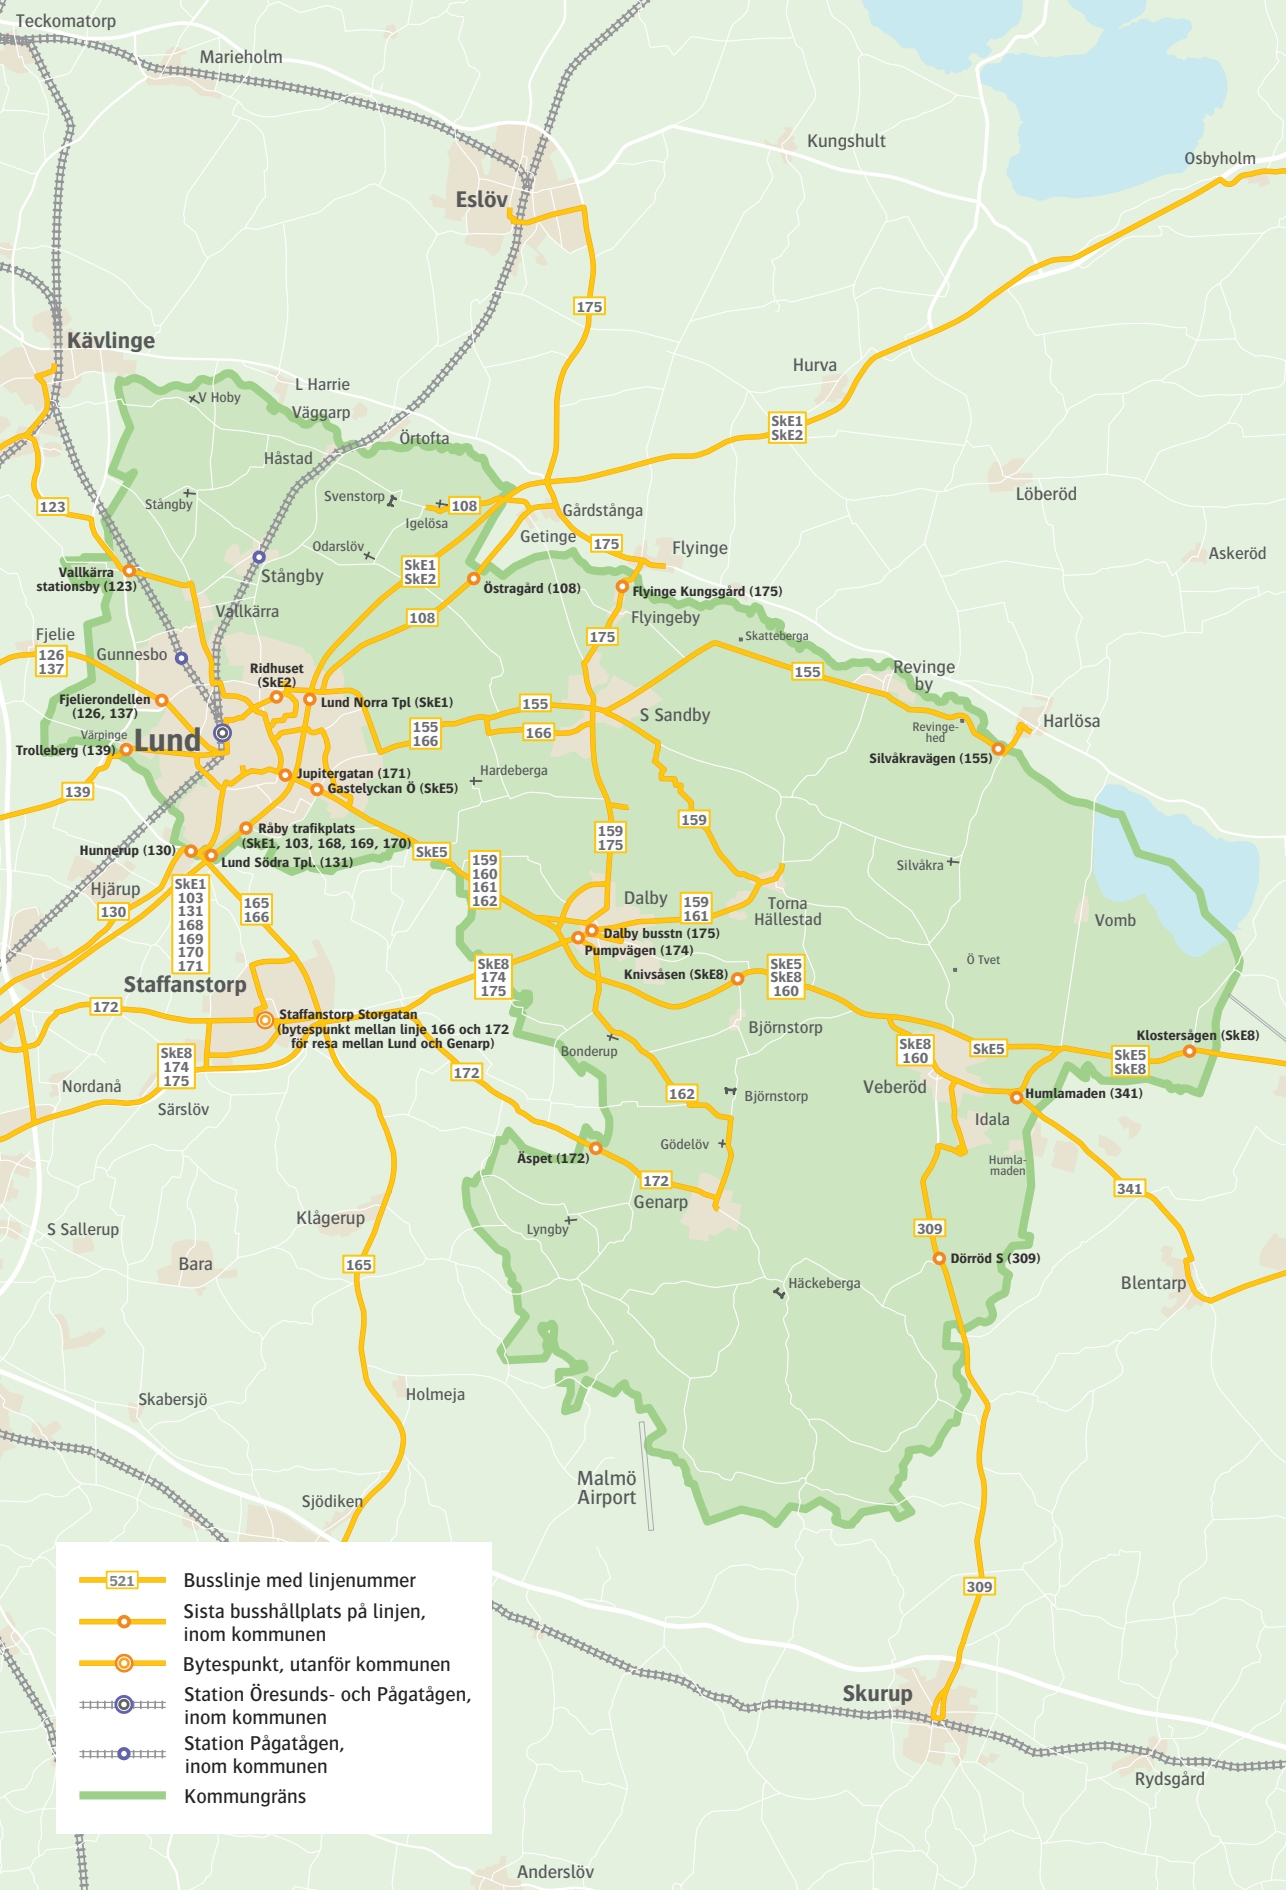 Teckomatorp
Marieholm
Kungshult
Osbyholm
Eslöv
175
Kävlinge
Hurva
L Harrie
V Hoby
Väggarp
SkE1
SkE2
Örtofta
Håstad
Svenstorp
Stångby
Löberöd
123
108
Gårdstånga
Igelösa
Getinge
Odarslöv
175
Flyinge
Askeröd
SkE1
SkE2
Vallkärra
stationsby (123)
Stångby
Östragård (108)
Flyinge Kungsgård (175)
Vallkärra
108
Flyingeby
Fjelie
175
Skatteberga
126
137
Gunnesbo
Ridhuset
(SkE2)
155
Revinge
by
Fjelierondellen
(126, 137)
Lund Norra Tpl (SkE1)
155
S Sandby
Harlösa
Värpinge
Lund
155
166
166
Revinge-
hed
Trolleberg (139)
Silvåkravägen (155)
Jupitergatan (171)
Hardeberga
Gastelyckan Ö (SkE5)
139
159
Råby trafikplats
(SkE1, 103, 168, 169, 170)
159
175
Hunnerup (130)
Lund Södra Tpl. (131)
SkE5
159
160
161
162
Silvåkra
Hjärup
SkE1
103
131
168
169
170
171
165
166
130
Dalby
159
161
Torna
Hällestad
Vomb
Dalby busstn (175)
Pumpvägen (174)
Staffanstorp
SkE8
174
175
Knivsåsen (SkE8)
SkE5
SkE8
160
Ö Tvet
172
Staffanstorp Storgatan
(bytespunkt mellan linje 166 och 172
för resa mellan Lund och Genarp)
Björnstorp
Klostersågen (SkE8)
SkE8
174
175
Bonderup
SkE8
160
SkE5
SkE5
SkE8
172
Nordanå
Veberöd
162
Björnstorp
Humlamaden (341)
Särslöv
Idala
Gödelöv
Äspet (172)
Humla-
maden
172
341
Genarp
Klågerup
S Sallerup
Lyngby
309
Bara
165
Dörröd S (309)
Häckeberga
Blentarp
Skabersjö
Holmeja
Malmö
Airport
Sjödiken
521
Busslinje med linjenummer
309
Sista busshållplats på linjen,
inom kommunen
Bytespunkt, utanför kommunen
Station Öresunds- och Pågatågen,
inom kommunen
Skurup
Station Pågatågen,
inom kommunen
Rydsgård
Kommungräns
Anderslöv